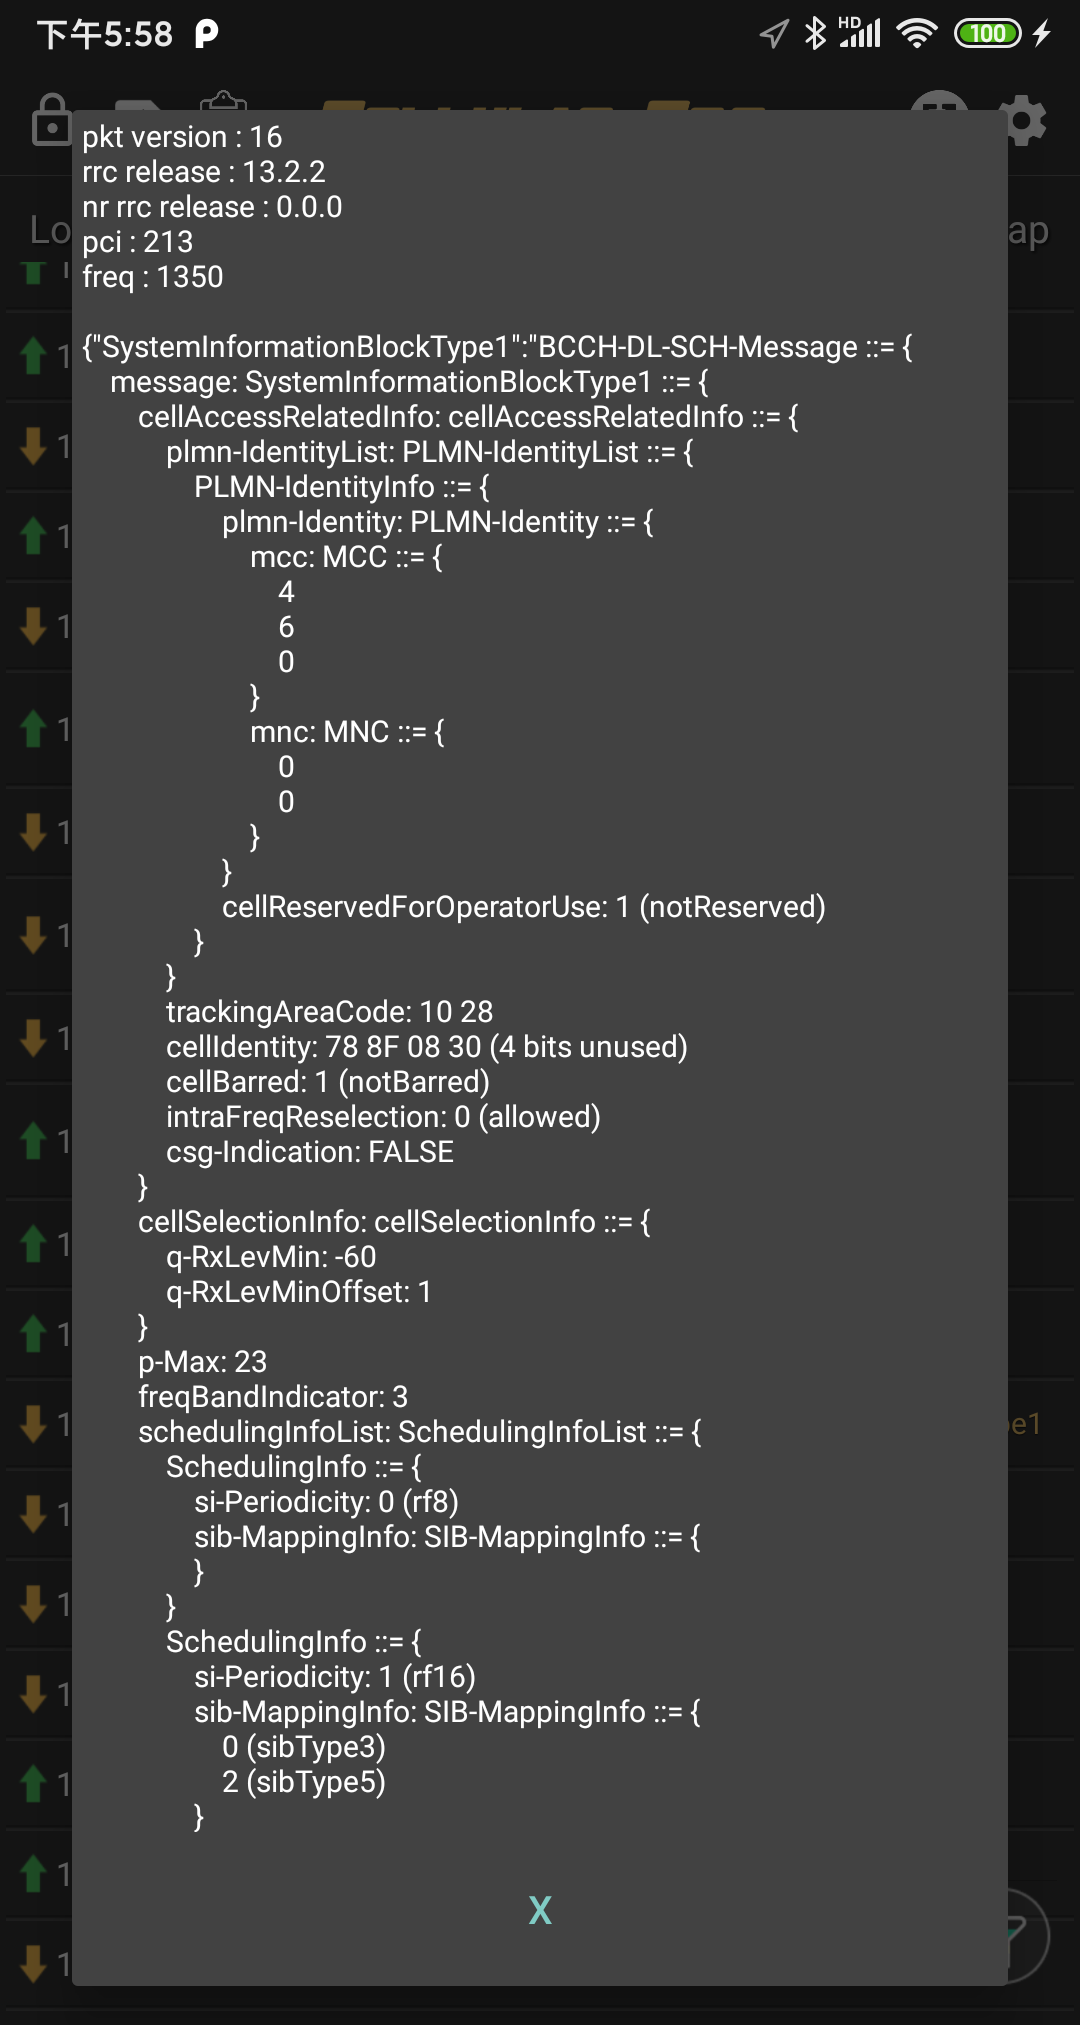 下午5:58
HD
100
Lo
ap
pkt version : 16
rrc release : 13.2.2
nr rrc release : 0.0.0
pci : 213
freq : 1350
{"SystemInformationBlockType1":"BCCH-DL-SCH-Message ::= {
message: SystemInformationBlockType1 ::= {
cellAccessRelatedInfo: cellAccessRelatedInfo ::= {
plmn-IdentityList: PLMN-IdentityList ::= {
PLMN-IdentityInfo ::= {
plmn-Identity: PLMN-Identity ::= {
mcc: MCC ::= {
4
6
0
}
mnc: MNC ::= {
0
0
}
}
cellReservedForOperatorUse: 1 (notReserved)
}
}
trackingAreaCode: 10 28
cellIdentity: 78 8F 08 30 (4 bits unused)
cellBarred: 1 (notBarred)
intraFreqReselection: 0 (allowed)
csg-Indication: FALSE
}
cellSelectionInfo: cellSelectionInfo ::= {
q-RxLevMin: -60
q-RxLevMinOffset: 1
}
p-Max: 23
freqBandIndicator: 3
schedulingInfoList: SchedulingInfoList ::= {
SchedulingInfo ::= {
si-Periodicity: 0 (rf8)
sib-MappingInfo: SIB-MappingInfo ::= {
}
}
SchedulingInfo ::= {
si-Periodicity: 1 (rf16)
sib-MappingInfo: SIB-MappingInfo ::= {
0 (sibType3)
2 (sibType5)
}
X